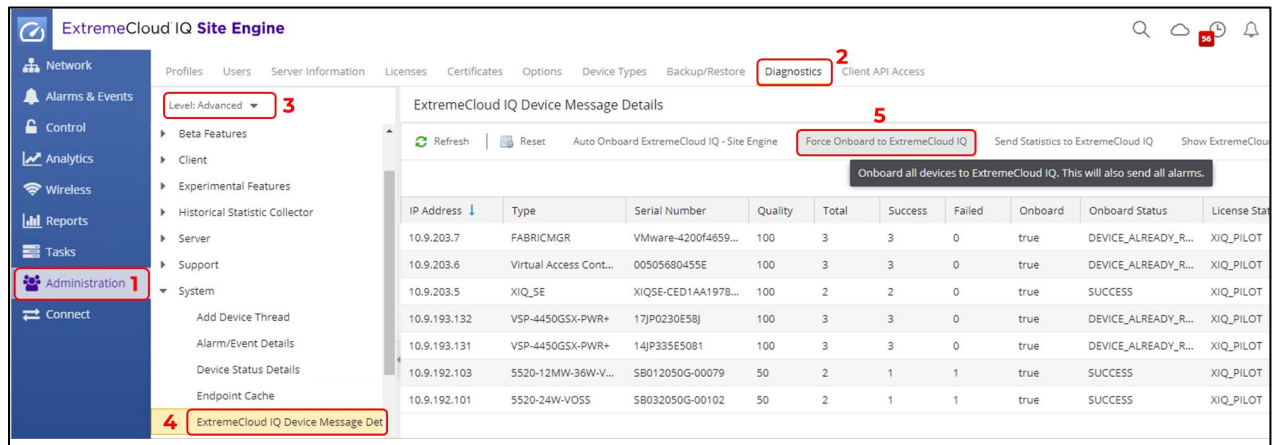 ExtremeCloud IQ Site Engine
56
Network
Alarms & Events
Control
Analytics
Wireless
Reports
Tasks
Administration 1
Connect
2
Profiles Users Server Information Licenses Certificates Options Device Types Backup/Restore Diagnostics Client API Access
Level: Advanced 3
Beta Features
Client
Experimental Features
Historical Statistic Collector
Server
Support
System
Add Device Thread
Alarm/Event Details
Device Status Details
Endpoint Cache
4 ExtremeCloud IQ Device Message Det
ExtremeCloud IQ Device Message Details
5
Refresh Reset Auto Onboard ExtremeCloud IQ - Site Engine Force Onboard to ExtremeCloud IQ Send Statistics to ExtremeCloud IQ Show ExtremeClou
Onboard all devices to ExtremeCloud IQ. This will also send all alarms.
IP Address Type Serial Number Quality Total Success Failed Onboard Onboard Status License Stat
10.9.203.7 FABRICMGR VMware-4200f4659... 100 3 3 0 true DEVICE_ALREADY_R... XIQ_PILOT
10.9.203.6 Virtual Access Cont... 00505680455E 100 3 3 0 true DEVICE_ALREADY_R... XIQ_PILOT
10.9.203.5 XIQ_SE XIQSE-CED1AA1978... 100 2 2 0 true SUCCESS XIQ_PILOT
10.9.193.132 VSP-4450GSX-PWR+ 17JP0230E58J 100 3 3 0 true DEVICE_ALREADY_R... XIQ_PILOT
10.9.193.131 VSP-4450GSX-PWR+ 14JP335E5081 100 3 3 0 true DEVICE_ALREADY_R... XIQ_PILOT
10.9.192.103 5520-12MW-36W-V... SB012050G-00079 50 2 1 1 true SUCCESS XIQ_PILOT
10.9.192.101 5520-24W-VOSS SB032050G-00102 50 2 1 1 true SUCCESS XIQ_PILOT